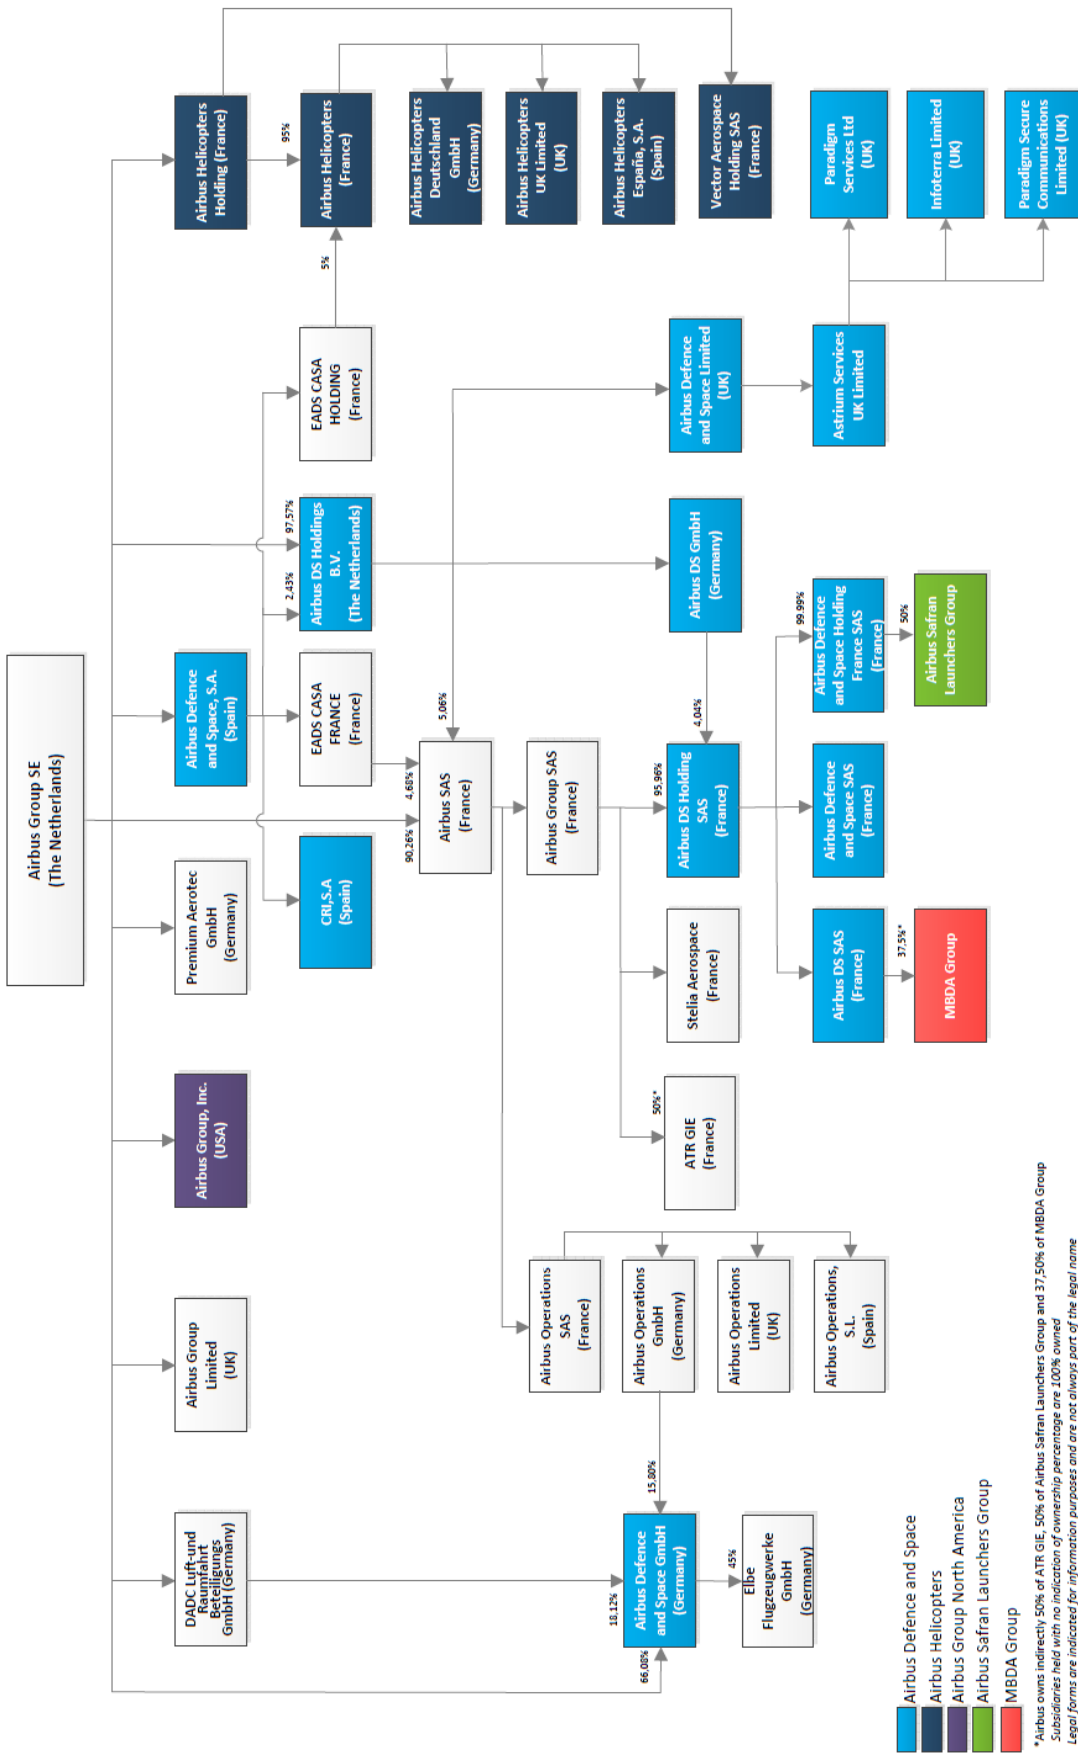 Airbus Group SE
(The Netherlands)
DADC Luft-und
Raumfahrt
Beteiligungs
GmbH (Germany)
Airbus Group
Limited
(UK)
Airbus Group, Inc.
(USA)
Premium Aerotec
GmbH
(Germany)
Airbus Defence
and Space, S.A.
(Spain)
Airbus Helicopters
Holding (France)
95%
2,43%
97,57%
CRI,S.A
(Spain)
EADS CASA
FRANCE
(France)
Airbus DS Holdings
B.V.
(The Netherlands)
EADS CASA
HOLDING
(France)
5%
Airbus Helicopters
(France)
90,26%
4,68%
5,06%
Airbus SAS
(France)
Airbus Helicopters
Deutschland
GmbH
(Germany)
Airbus Operations
SAS
(France)
Airbus Group SAS
(France)
Airbus Helicopters
UK Limited
(UK)
Airbus Operations
GmbH
(Germany)
Airbus Helicopters
España, S.A.
(Spain)
18,12%
66,08%
15,80%
Airbus Defence
and Space GmbH
(Germany)
50%*
ATR GIE
(France)
Stelia Aerospace
(France)
95,96%
4,04%
Airbus DS Holding
SAS
(France)
Airbus DS GmbH
(Germany)
Airbus Defence
and Space Limited
(UK)
Vector Aerospace
Holding SAS
(France)
Airbus Operations
Limited
(UK)
45%
Elbe
Flugzeugwerke
GmbH
(Germany)
Airbus Operations,
S.L.
(Spain)
Airbus DS SAS
(France)
Airbus Defence
and Space SAS
(France)
99.99%
Airbus Defence
and Space Holding
France SAS
(France)
Astrium Services
UK Limited
Paradigm
Services Ltd
(UK)
37,5%*
MBDA Group
50%
Airbus Safran
Launchers Group
Infoterra Limited
(UK)
Paradigm Secure
Communications
Limited (UK)
Airbus Defence and Space
Airbus Helicopters
Airbus Group North America
Airbus Safran Launchers Group
MBDA Group
*Airbus owns indirectly 50% of ATR GIE, 50% of Airbus Safran Launchers Group and 37,50% of MBDA Group
Subsidiaries held with no indication of ownership percentage are 100% owned
Legal forms are indicated for information purposes and are not always part of the legal name